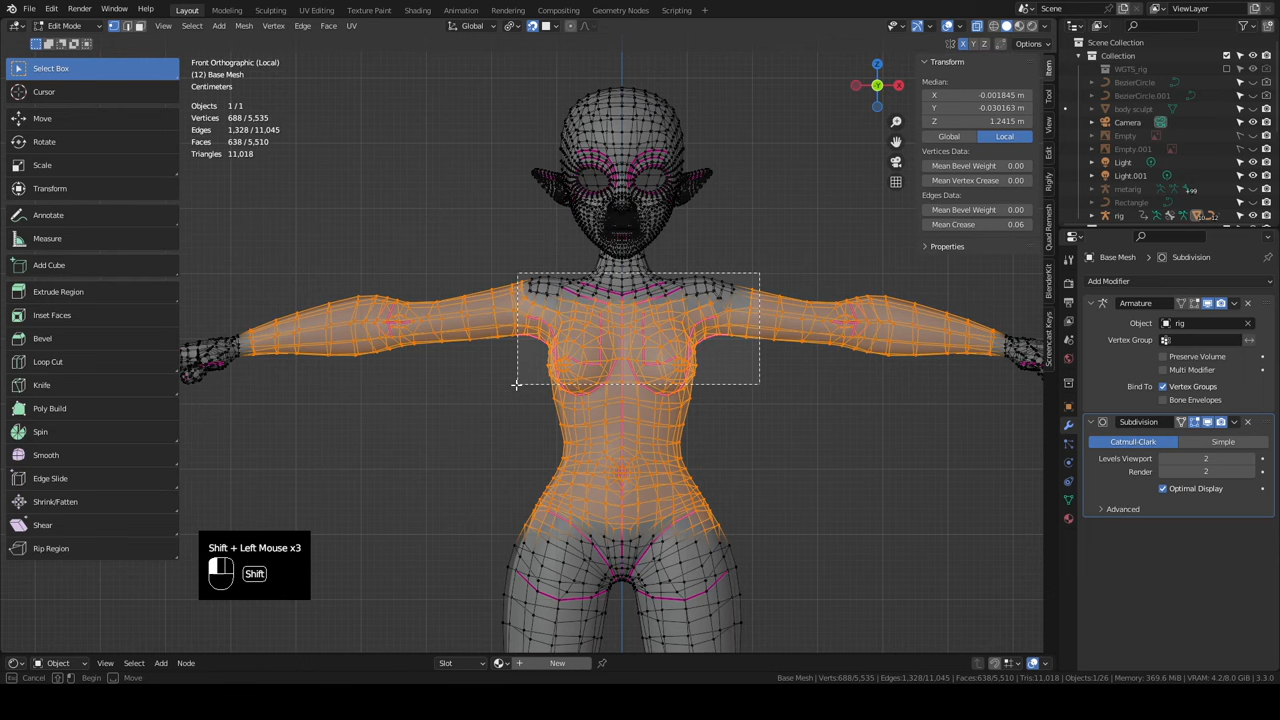 File Edit Render Window Help
Layout Modeling Sculpting UV Editing Texture Paint Shading Animation Rendering Compositing Geometry Nodes Scripting +
Scene
ViewLayer
Edit Mode View Select Add Mesh Vertex Edge Face UV
Global
X Y Z Options
Select Box
Cursor
Move
Rotate
Scale
Transform
Annotate
Measure
Add Cube
Extrude Region
Inset Faces
Bevel
Loop Cut
Knife
Poly Build
Spin
Smooth
Edge Slide
Shrink/Fatten
Shear
Rip Region
Front Orthographic (Local)
(12) Base Mesh
Centimeters
Objects 1/1
Vertices 688 / 5,535
Edges 1,328 / 11,045
Faces 638 / 5,510
Triangles 11,018
Z
X
Y
Transform
Median:
X -0.001845 m
Y -0.030163 m
Z 1.2415 m
Global Local
Vertices Data:
Mean Bevel Weight 0.00
Mean Vertex Crease 0.00
Edges Data:
Mean Bevel Weight 0.00
Mean Crease 0.06
Properties
Item
Tool
View
Edit
Rigify
Quad Remesh
BlenderKit
Screencast Keys
Scene Collection
Collection
WGTS_rig
BezierCircle
BezierCircle.001
body sculpt
Camera
Empty
Empty.001
Light
Light.001
metarig
Rectangle
rig
Base Mesh Subdivision
Add Modifier
Armature
Object rig
Vertex Group
Preserve Volume
Multi Modifier
Bind To Vertex Groups
Bone Envelopes
Subdivision
Catmull-Clark Simple
Levels Viewport 2
Render 2
Optimal Display
Advanced
Shift + Left Mouse x3
Shift
Object View Select Add Node
Slot
New
Cancel Begin Move
Base Mesh | Verts:688/5,535 | Edges:1,328/11,045 | Faces:638/5,510 | Tris:11,018 | Objects:1/26 | Memory: 369.6 MiB | VRAM: 4.2/8.0 GiB | 3.3.0